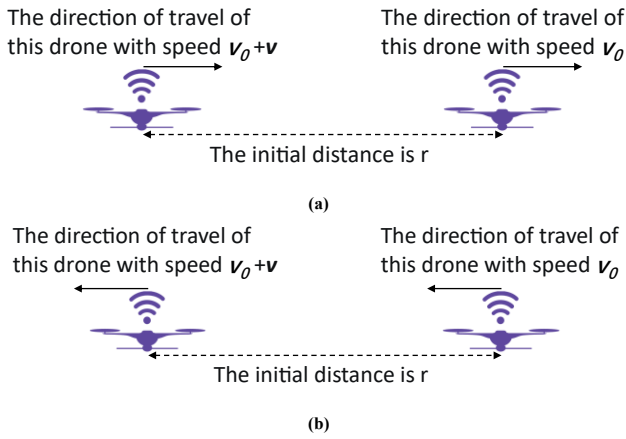 The direction of travel of
this drone with speed v₀+v
The direction of travel of
this drone with speed v₀
The initial distance is r
(a)
The direction of travel of
this drone with speed v₀+v
The direction of travel of
this drone with speed v₀
The initial distance is r
(b)